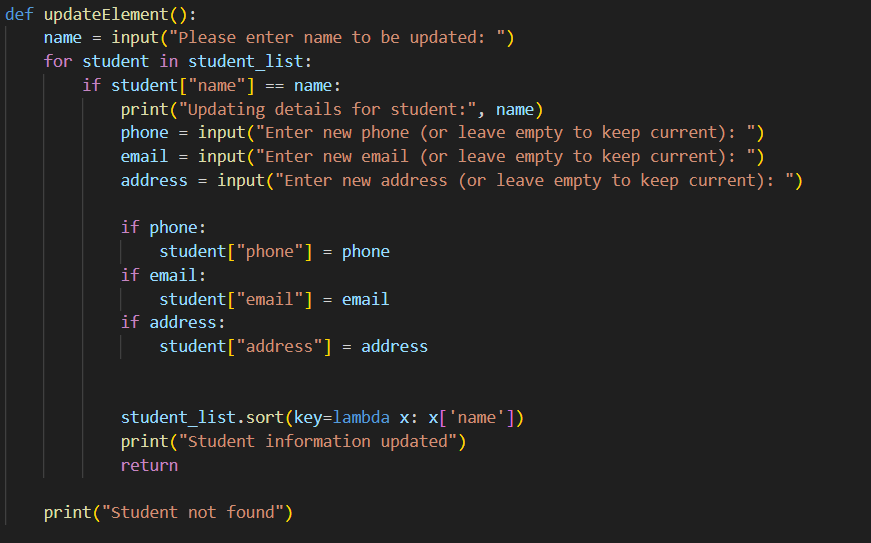 def updateElement():
    name = input("Please enter name to be updated: ")
    for student in student_list:
        if student["name"] == name:
            print("Updating details for student:", name)
            phone = input("Enter new phone (or leave empty to keep current): ")
            email = input("Enter new email (or leave empty to keep current): ")
            address = input("Enter new address (or leave empty to keep current): ")

            if phone:
                student["phone"] = phone
            if email:
                student["email"] = email
            if address:
                student["address"] = address


            student_list.sort(key=lambda x: x['name'])
            print("Student information updated")
            return

    print("Student not found")